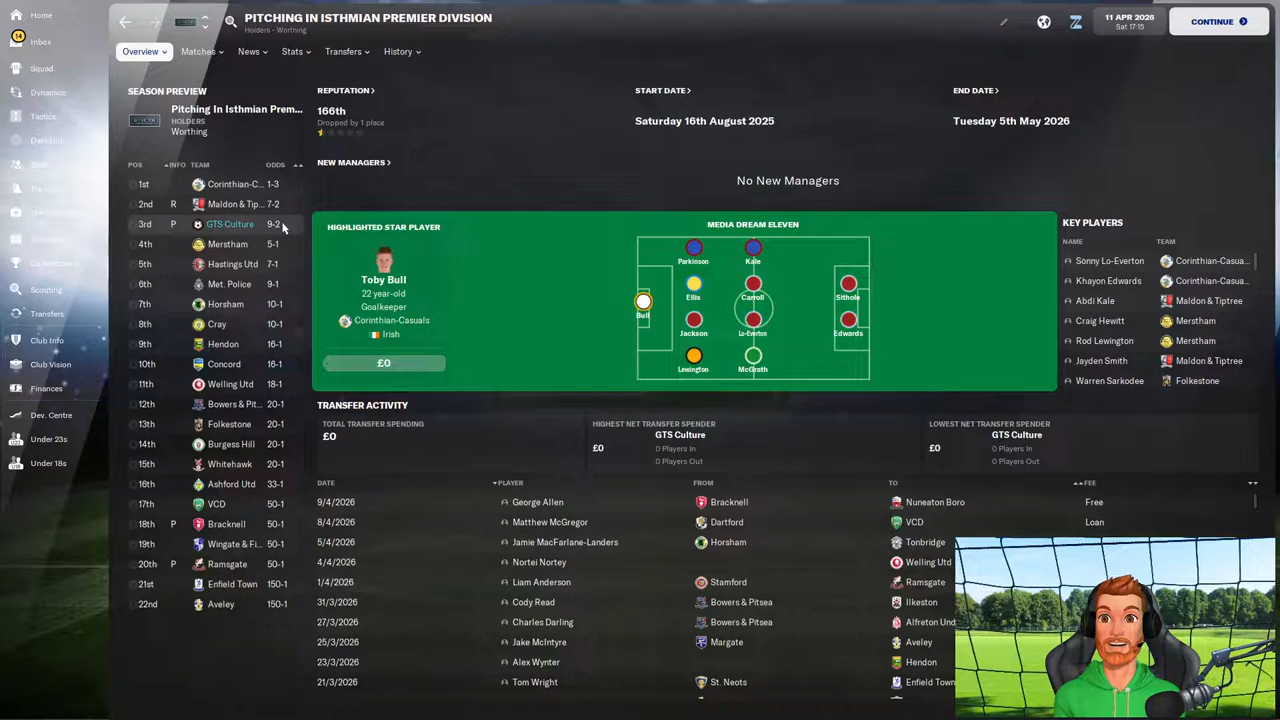 PITCHING IN ISTHMIAN PREMIER DIVISION
Holders - Worthing
11 APR 2026
Sat 17:15
CONTINUE
Home
14
Inbox
Squad
Dynamics
Tactics
Scouting
Transfers
Club Info
Club Vision
Finances
Dev. Centre
Under 23s
Under 18s
Overview
Matches
News
Stats
Transfers
History
SEASON PREVIEW
Pitching In Isthmian Prem...
HOLDERS
Worthing
REPUTATION
166th
Dropped by 1 place
START DATE
Saturday 16th August 2025
END DATE
Tuesday 5th May 2026
NEW MANAGERS
No New Managers
POS INFO TEAM ODDS
1st Corinthian-C... 1-3
2nd R Maldon & Tip... 7-2
3rd P GTS Culture 9-2
4th Merstham 5-1
5th Hastings Utd 7-1
6th Met. Police 9-1
7th Horsham 10-1
8th Cray 10-1
9th Hendon 16-1
10th Concord 16-1
11th Welling Utd 18-1
12th Bowers & Pit... 20-1
13th Folkestone 20-1
14th Burgess Hill 20-1
15th Whitehawk 20-1
16th Ashford Utd 33-1
17th VCD 50-1
18th P Bracknell 50-1
19th Wingate & Fi... 50-1
20th P Ramsgate 50-1
21st Enfield Town 150-1
22nd Aveley 150-1
HIGHLIGHTED STAR PLAYER
Toby Bull
22 year-old
Goalkeeper
Corinthian-Casuals
Irish
£0
MEDIA DREAM ELEVEN
Parkinson
Kale
Ellis
Carroll
Sithole
Bull
Jackson
Lo-Everton
Edwards
Lewington
McGrath
KEY PLAYERS
NAME TEAM
Sonny Lo-Everton Corinthian-Casua...
Khayon Edwards Corinthian-Casua...
Abdi Kale Maldon & Tiptree
Craig Hewitt Merstham
Rod Lewington Merstham
Jayden Smith Maldon & Tiptree
Warren Sarkodee Folkestone
TRANSFER ACTIVITY
TOTAL TRANSFER SPENDING
£0
HIGHEST NET TRANSFER SPENDER
GTS Culture
£0
0 Players In
0 Players Out
LOWEST NET TRANSFER SPENDER
GTS Culture
£0
0 Players In
0 Players Out
DATE PLAYER FROM TO FEE
9/4/2026 George Allen Bracknell Nuneaton Boro Free
8/4/2026 Matthew McGregor Dartford VCD Loan
5/4/2026 Jamie MacFarlane-Landers Horsham Tonbridge
4/4/2026 Nortei Nortey Welling Utd
1/4/2026 Liam Anderson Stamford Ramsgate
31/3/2026 Cody Read Bowers & Pitsea Ilkeston
27/3/2026 Charles Darling Bowers & Pitsea Alfreton
25/3/2026 Jake McIntyre Margate Aveley
23/3/2026 Alex Wynter Hendon
21/3/2026 Tom Wright St. Neots Enfield Town